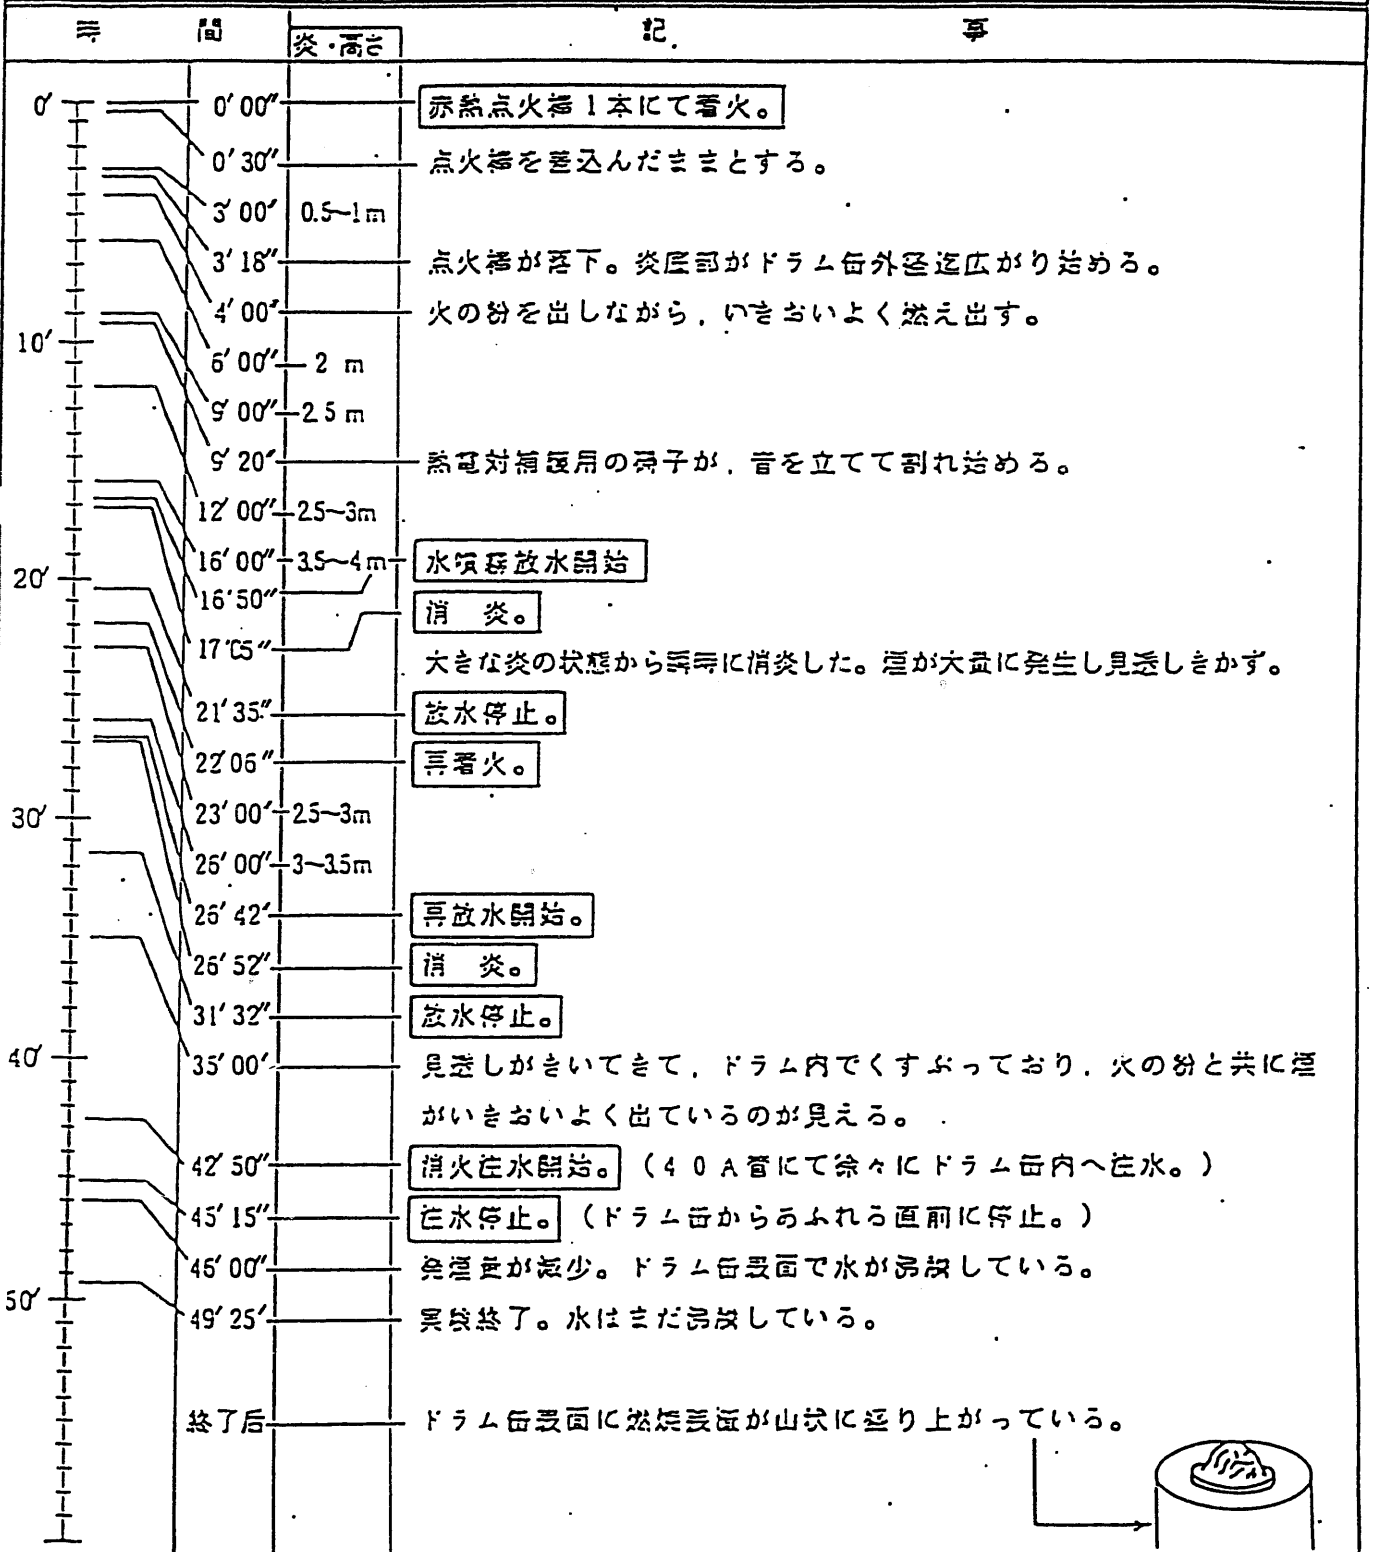 時 間 炎・高さ 記 事
0' 0'00" 赤熱点火棒1本にて着火。
0'30" 点火棒を差込んだままとする。
3'00" 0.5~1m
3'18" 点火棒が落下。炎底部がドラム缶外径迄広がり始める。
4'00" 火の粉を出しながら,いきおいよく燃え出す。
10'
6'00" 2 m
9'00" 2.5 m
9'20" 熱電対補護用の碍子が,音を立てて割れ始める。
12'00" 2.5~3m
16'00" 3.5~4m 水噴霧放水開始
20'
16'50"
消 炎。
17'05"
大きな炎の状態から瞬時に消炎した。煙が大量に発生し見透しきかず。
21'35" 放水停止。
22'06" 再着火。
30' 23'00" 2.5~3m
26'00" 3~3.5m
26'42" 再放水開始。
26'52" 消 炎。
31'32" 放水停止。
40' 35'00" 見透しがきいてきて,ドラム内でくすぶっており,火の粉と共に煙
がいきおいよく出ているのが見える。
42'50" 消火注水開始。(40A管にて徐々にドラム缶内へ注水。)
45'15" 注水停止。(ドラム缶からあふれる直前に停止。)
46'00" 発煙量が減少。ドラム缶表面で水が沸騰している。
50'
49'25" 実験終了。水はまだ沸騰している。
終了后 ドラム缶表面に燃焼残渣が山状に盛り上がっている。